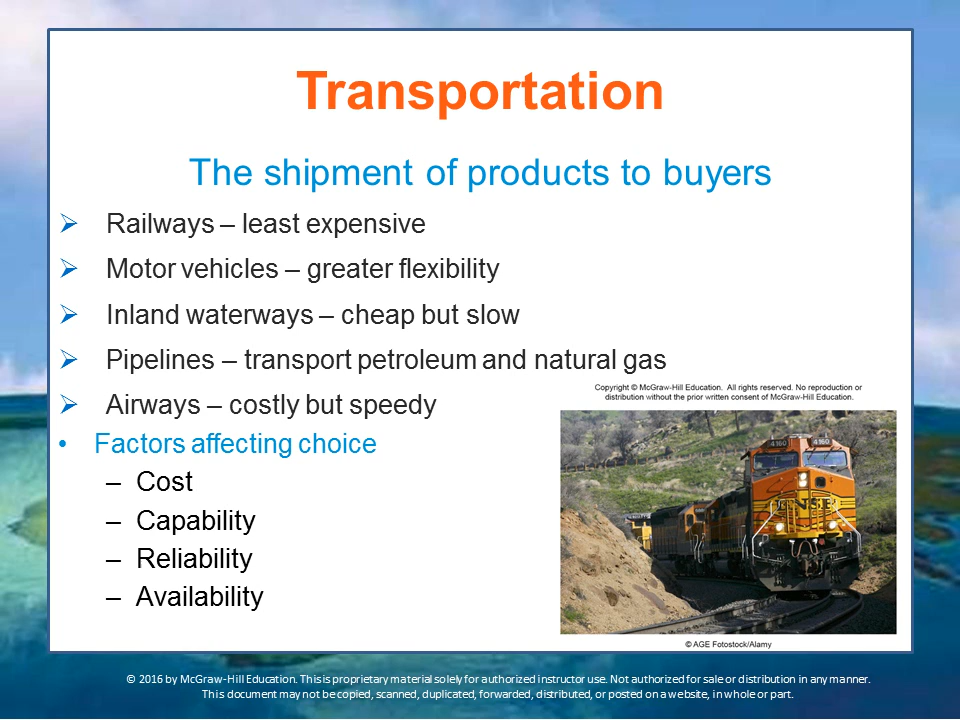 Transportation
The shipment of products to buyers
➢ Railways – least expensive
➢ Motor vehicles – greater flexibility
➢ Inland waterways – cheap but slow
➢ Pipelines – transport petroleum and natural gas
➢ Airways – costly but speedy
• Factors affecting choice
– Cost
– Capability
– Reliability
– Availability
Copyright © McGraw-Hill Education. All rights reserved. No reproduction or
distribution without the prior written consent of McGraw-Hill Education.
4160 4160
BNSF
© AGE Fotostock/Alamy
© 2016 by McGraw-Hill Education. This is proprietary material solely for authorized instructor use. Not authorized for sale or distribution in any manner.
This document may not be copied, scanned, duplicated, forwarded, distributed, or posted on a website, in whole or part.